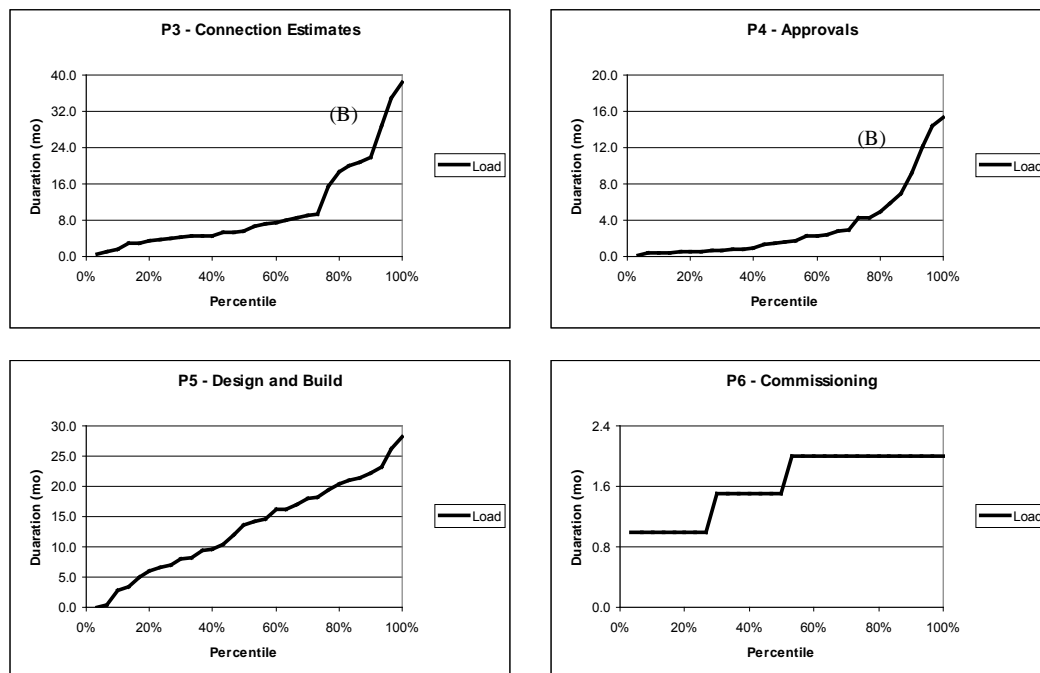 P3 - Connection Estimates
40.0
32.0
24.0
16.0
8.0
0.0
0% 20% 40% 60% 80% 100%
Percentile
Duaration (mo)
(B)
Load
P4 - Approvals
20.0
16.0
12.0
8.0
4.0
0.0
0% 20% 40% 60% 80% 100%
Percentile
Duaration (mo)
(B)
Load
P5 - Design and Build
30.0
25.0
20.0
15.0
10.0
5.0
0.0
0% 20% 40% 60% 80% 100%
Percentile
Duaration (mo)
Load
P6 - Commissioning
2.4
1.6
0.8
0.0
0% 20% 40% 60% 80% 100%
Percentile
Duaration (mo)
Load